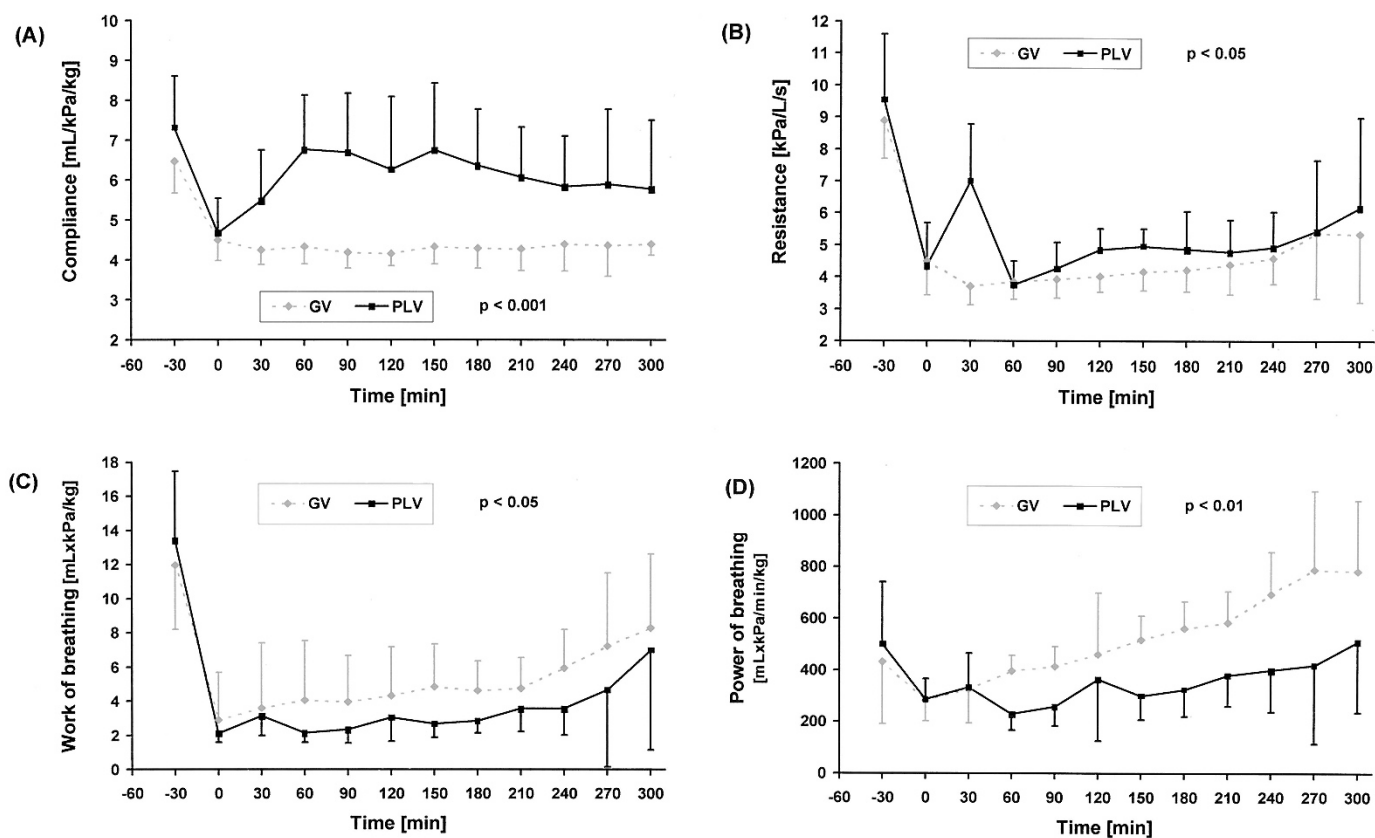 (A)
Compliance [mL/kPa/kg]
10
9
8
7
6
5
4
3
2
GV PLV p < 0.001
-60 -30 0 30 60 90 120 150 180 210 240 270 300
Time [min]
(B)
Resistance [kPa/L/s]
12
11
10
9
8
7
6
5
4
3
2
GV PLV p < 0.05
-60 -30 0 30 60 90 120 150 180 210 240 270 300
Time [min]
(C)
Work of breathing [mLxkPa/kg]
18
16
14
12
10
8
6
4
2
0
GV PLV p < 0.05
-60 -30 0 30 60 90 120 150 180 210 240 270 300
Time [min]
(D)
Power of breathing
[mLxkPa/min/kg]
1200
1000
800
600
400
200
0
GV PLV p < 0.01
-60 -30 0 30 60 90 120 150 180 210 240 270 300
Time [min]